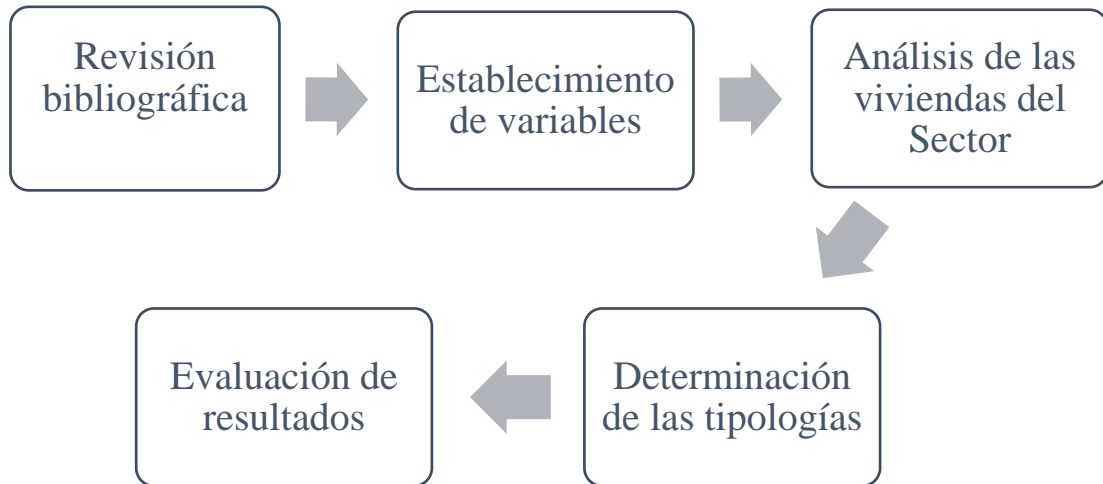 Revisión
bibliográfica
Establecimiento
de variables
Análisis de las
viviendas del
Sector
Determinación
de las tipologías
Evaluación de
resultados